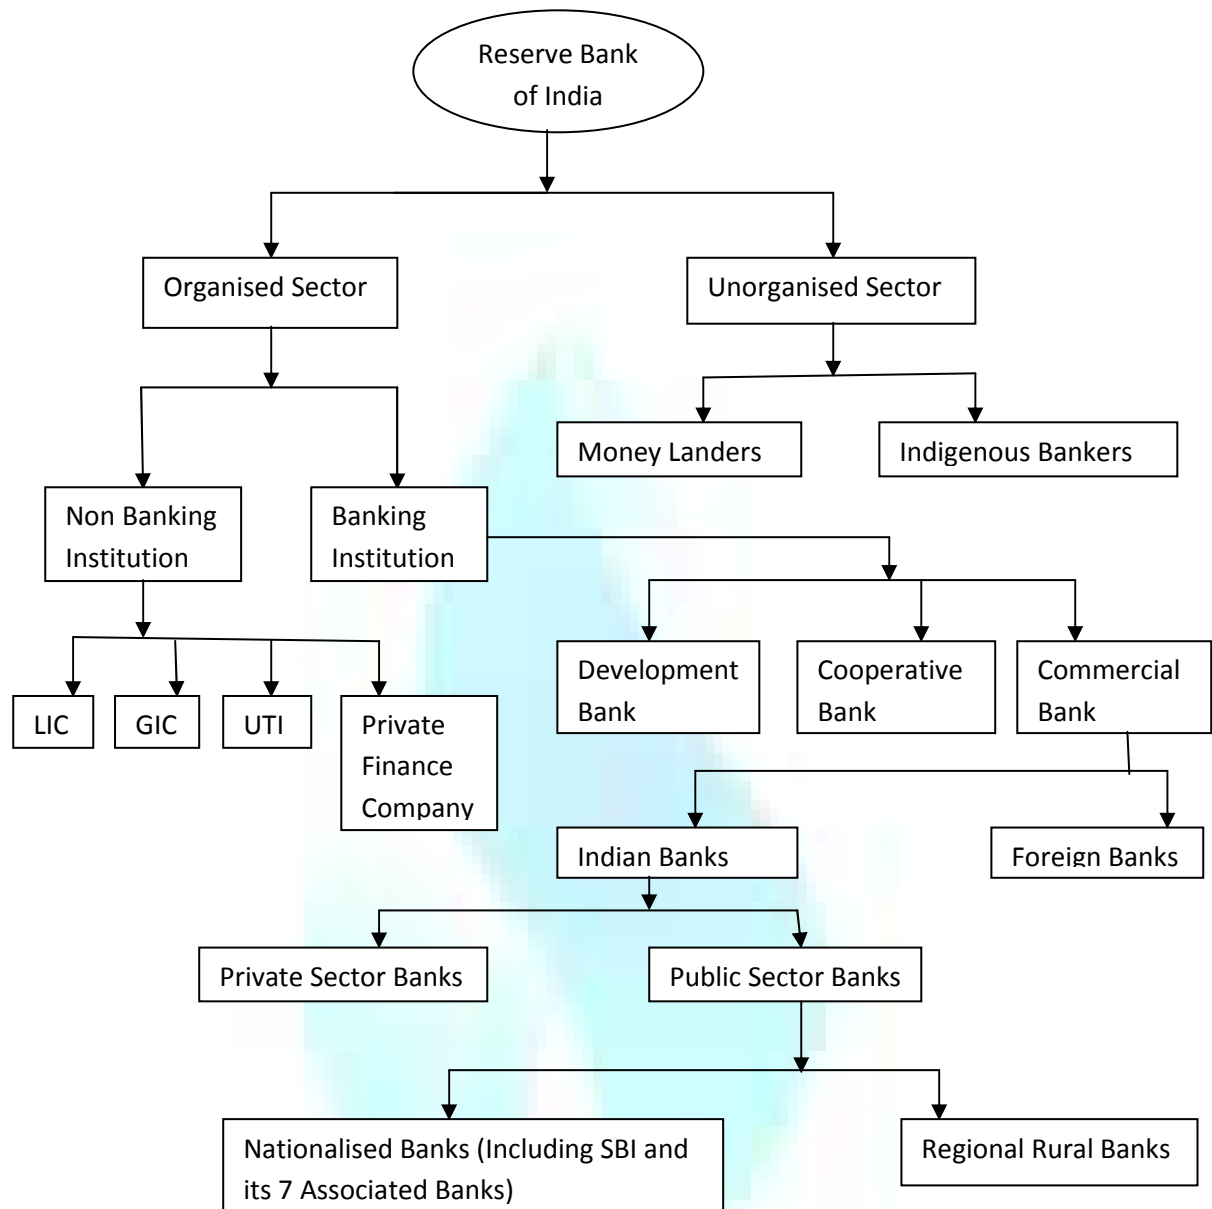 Reserve Bank
of India
Organised Sector
Unorganised Sector
Money Landers
Indigenous Bankers
Non Banking
Institution
Banking
Institution
Development
Bank
Cooperative
Bank
Commercial
Bank
LIC
GIC
UTI
Private
Finance
Company
Indian Banks
Foreign Banks
Private Sector Banks
Public Sector Banks
Nationalised Banks (Including SBI and
its 7 Associated Banks)
Regional Rural Banks